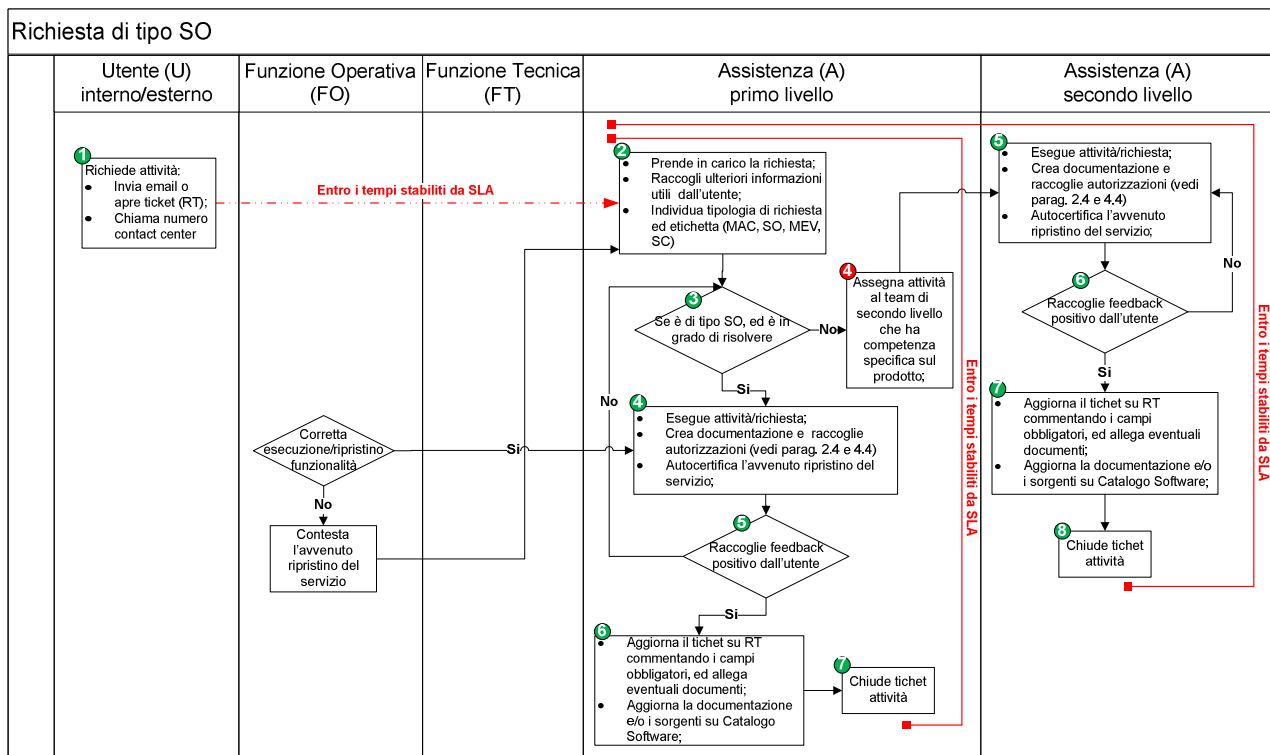 Richiesta di tipo SO
Utente (U)
interno/esterno
Funzione Operativa
(FO)
Funzione Tecnica
(FT)
Assistenza (A)
primo livello
Assistenza (A)
secondo livello
1
Richiede attività:
• Invia email o
apre ticket (RT);
• Chiama numero
contact center
Entro i tempi stabiliti da SLA
2
• Prende in carico la richiesta;
• Raccogli ulteriori informazioni
utili dall'utente;
• Individua tipologia di richiesta
ed etichetta (MAC, SO, MEV,
SC)
3
Se è di tipo SO, ed è in
grado di risolvere
No
Si
4
Assegna attività
al team di
secondo livello
che ha
competenza
specifica sul
prodotto;
4
• Esegue attività/richiesta;
• Crea documentazione e raccoglie
autorizzazioni (vedi parag. 2.4 e 4.4)
• Autocertifica l'avvenuto ripristino del
servizio;
No
Corretta
esecuzione/ripristino
funzionalità
Si
No
Contesta
l'avvenuto
ripristino del
servizio
5
Raccoglie feedback
positivo dall'utente
Si
6
• Aggiorna il tichet su RT
commentando i campi
obbligatori, ed allega
eventuali documenti;
• Aggiorna la documentazione
e/o i sorgenti su Catalogo
Software;
7
Chiude tichet
attività
Entro i tempi stabiliti da SLA
5
• Esegue attività/richiesta;
• Crea documentazione e
raccoglie autorizzazioni (vedi
parag. 2.4 e 4.4)
• Autocertifica l'avvenuto
ripristino del servizio;
No
6
Raccoglie feedback
positivo dall'utente
Si
7
• Aggiorna il tichet su RT
commentando i campi
obbligatori, ed allega eventuali
documenti;
• Aggiorna la documentazione e/o
i sorgenti su Catalogo Software;
8
Chiude tichet
attività
Entro i tempi stabiliti da SLA